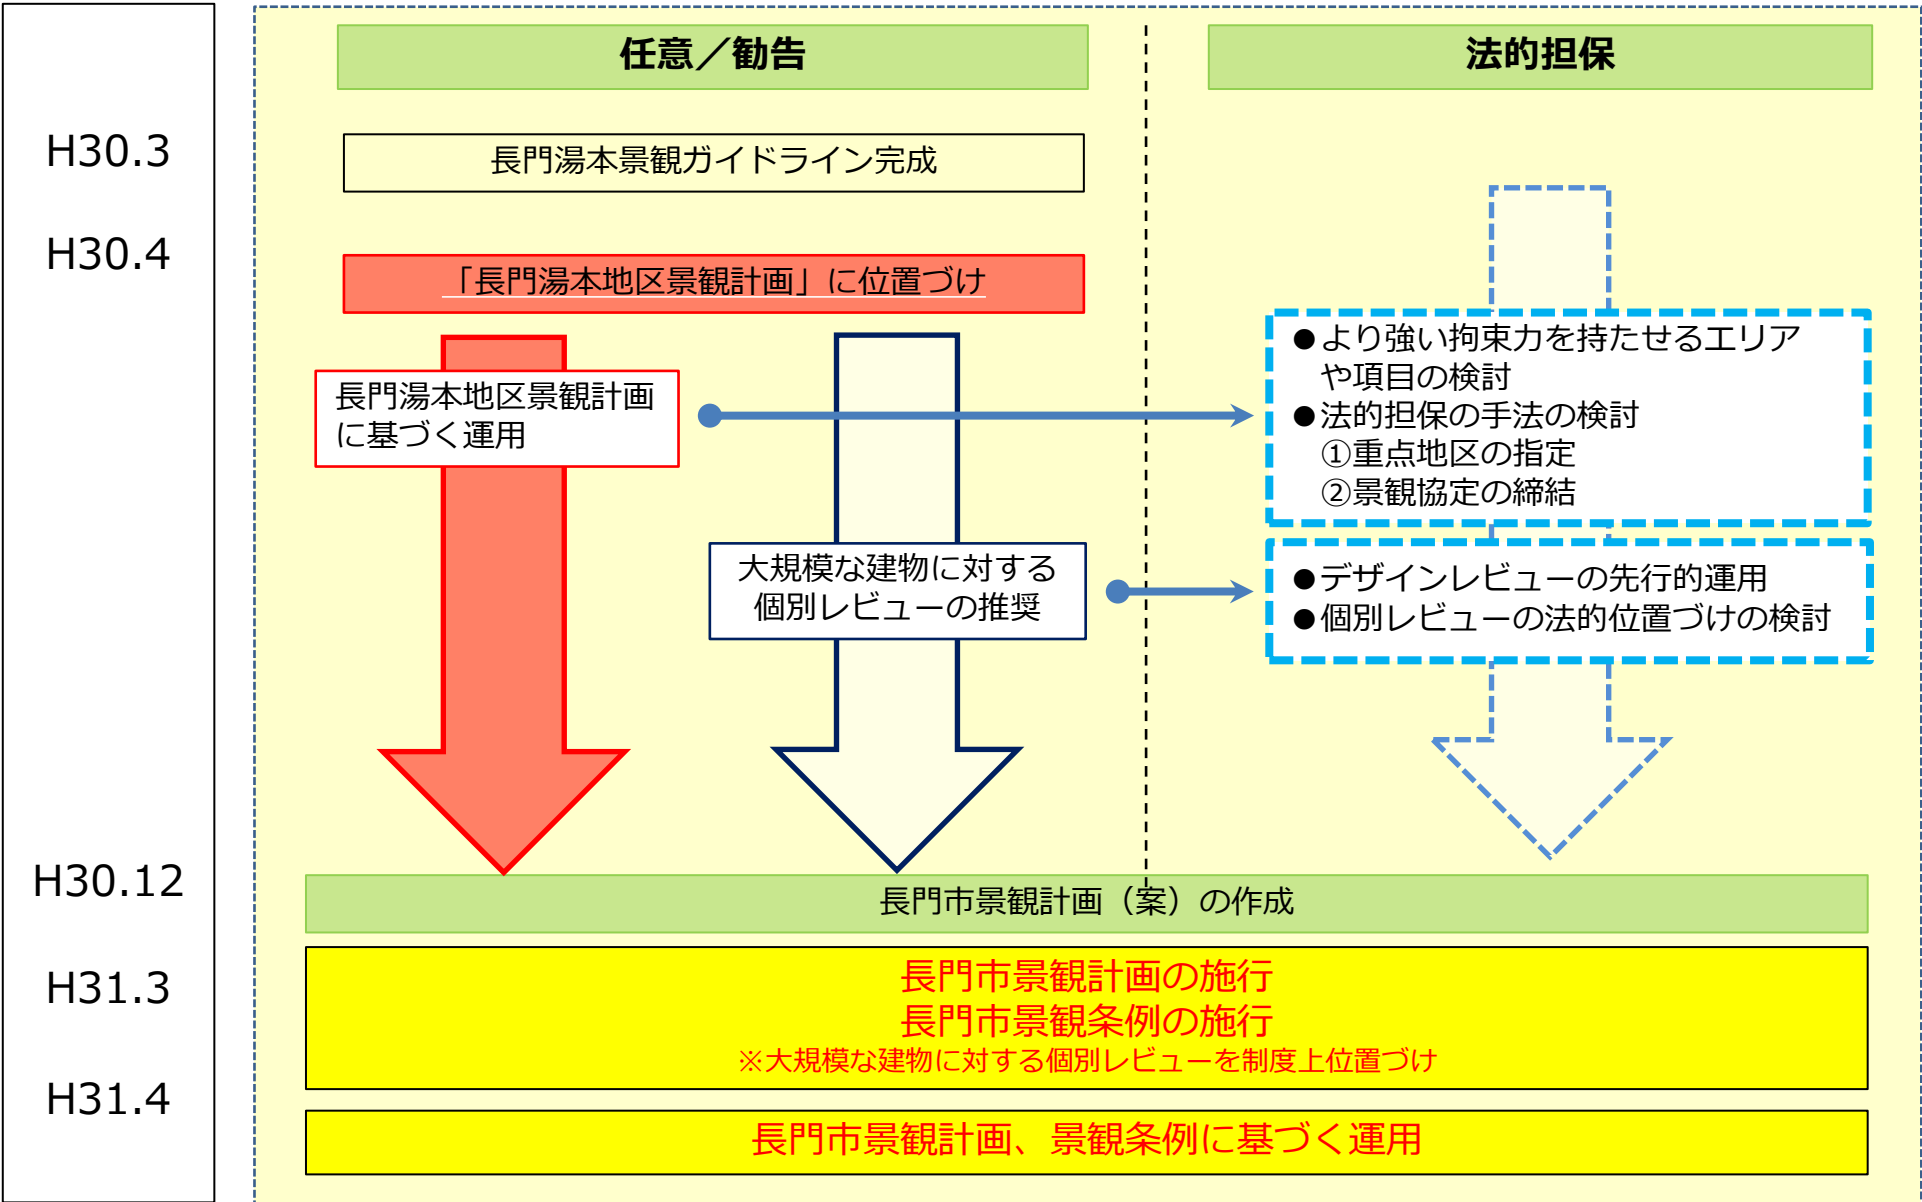 任意／勧告
法的担保
H30.3
長門湯本景観ガイドライン完成
H30.4
「長門湯本地区景観計画」に位置づけ
長門湯本地区景観計画
に基づく運用
●より強い拘束力を持たせるエリア
や項目の検討
●法的担保の手法の検討
①重点地区の指定
②景観協定の締結
大規模な建物に対する
個別レビューの推奨
●デザインレビューの先行的運用
●個別レビューの法的位置づけの検討
H30.12
長門市景観計画（案）の作成
H31.3
長門市景観計画の施行
長門市景観条例の施行
※大規模な建物に対する個別レビューを制度上位置づけ
H31.4
長門市景観計画、景観条例に基づく運用